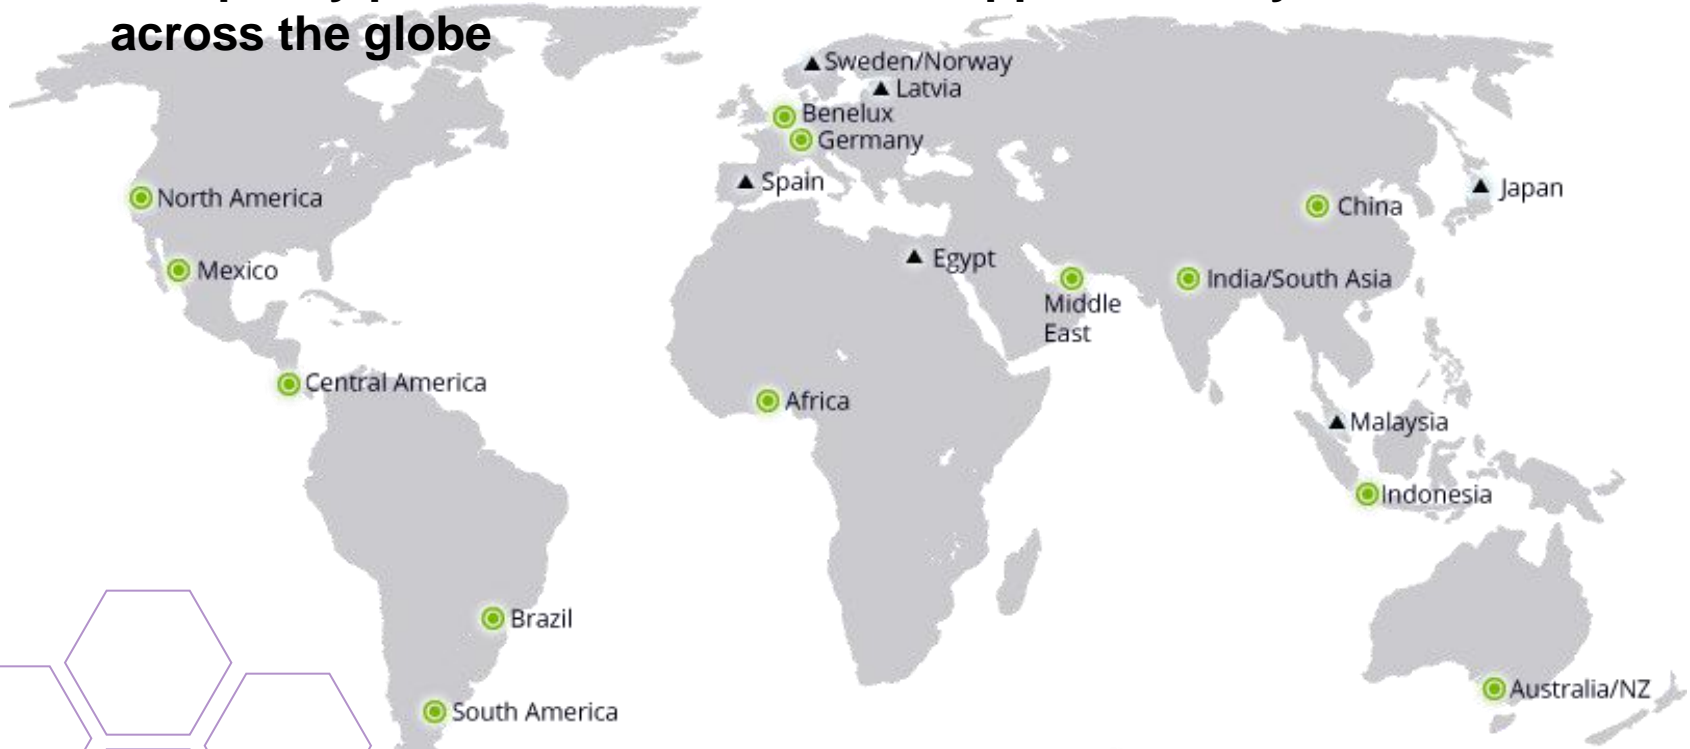 across the globe
Sweden/Norway
Latvia
Benelux
Germany
Spain
North America
Japan
China
Egypt
Mexico
India/South Asia
Middle
East
Central America
Africa
Malaysia
Indonesia
Brazil
Australia/NZ
South America